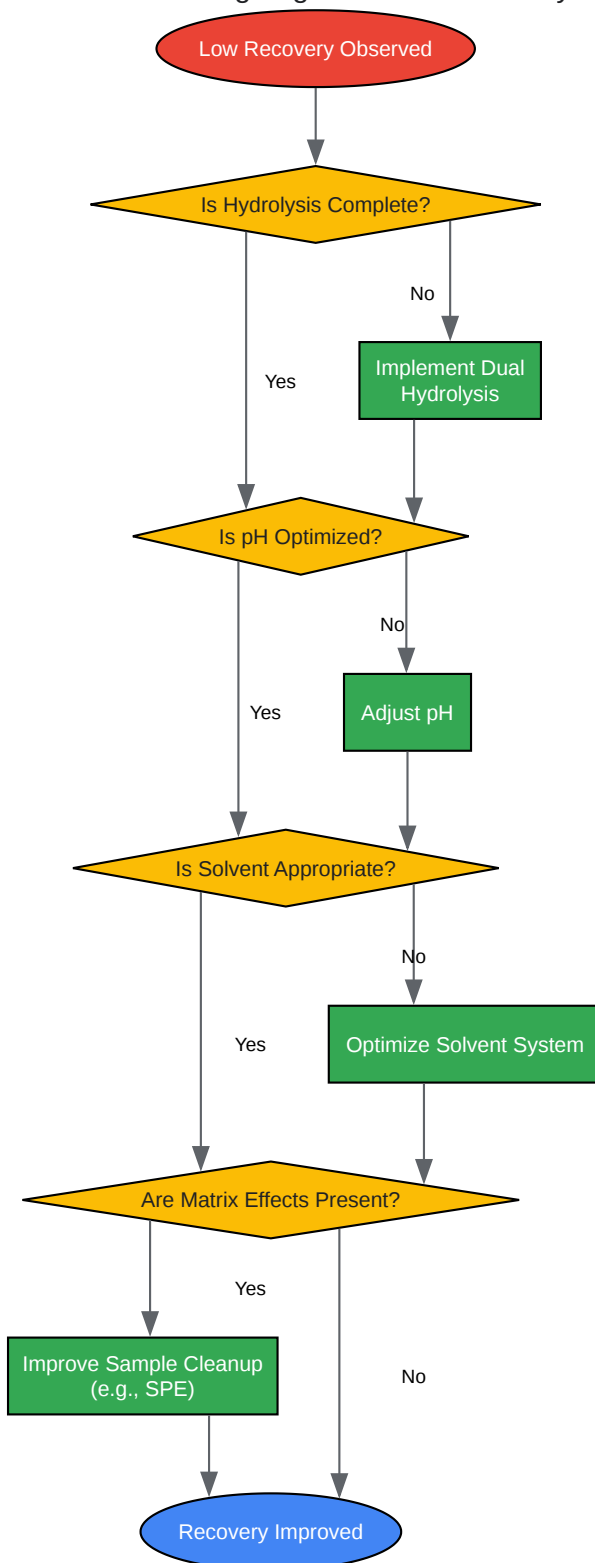 Low Recovery Observed
Is Hydrolysis Complete?
No
Implement Dual
Hydrolysis
Yes
Is pH Optimized?
No
Adjust pH
Yes
Is Solvent Appropriate?
No
Optimize Solvent System
Yes
Are Matrix Effects Present?
Yes
Improve Sample Cleanup
(e.g., SPE)
No
Recovery Improved